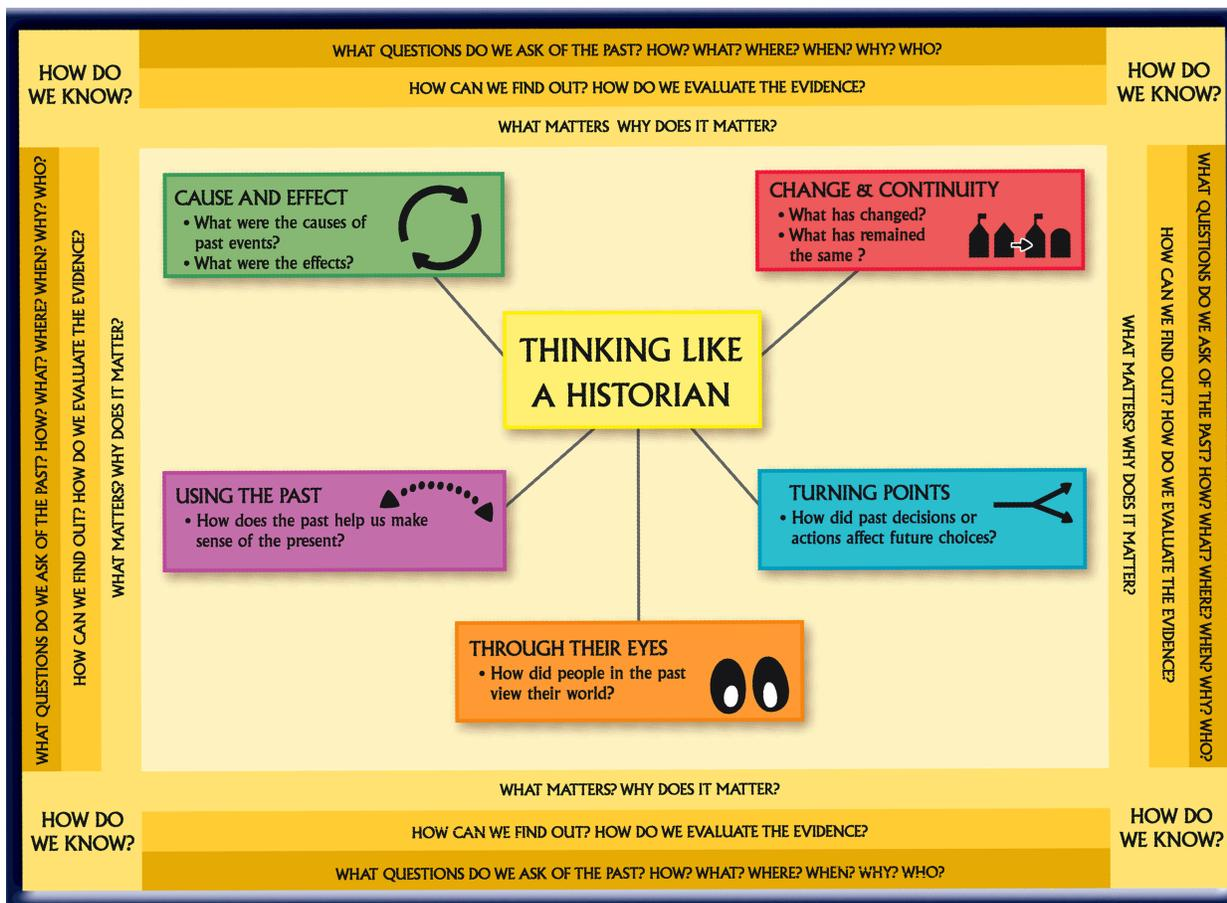 WHAT QUESTIONS DO WE ASK OF THE PAST? HOW? WHAT? WHERE? WHEN? WHY? WHO?
HOW CAN WE FIND OUT? HOW DO WE EVALUATE THE EVIDENCE?
WHAT MATTERS WHY DOES IT MATTER?
HOW DO
WE KNOW?
HOW DO
WE KNOW?
WHAT QUESTIONS DO WE ASK OF THE PAST? HOW? WHAT? WHERE? WHEN? WHY? WHO?
HOW CAN WE FIND OUT? HOW DO WE EVALUATE THE EVIDENCE?
WHAT MATTERS? WHY DOES IT MATTER?
CAUSE AND EFFECT
• What were the causes of
past events?
• What were the effects?
CHANGE & CONTINUITY
• What has changed?
• What has remained
the same ?
THINKING LIKE
A HISTORIAN
USING THE PAST
• How does the past help us make
sense of the present?
TURNING POINTS
• How did past decisions or
actions affect future choices?
THROUGH THEIR EYES
• How did people in the past
view their world?
WHAT MATTERS? WHY DOES IT MATTER?
HOW CAN WE FIND OUT? HOW DO WE EVALUATE THE EVIDENCE?
WHAT QUESTIONS DO WE ASK OF THE PAST? HOW? WHAT? WHERE? WHEN? WHY? WHO?
HOW DO
WE KNOW?
HOW DO
WE KNOW?
WHAT MATTERS? WHY DOES IT MATTER?
HOW CAN WE FIND OUT? HOW DO WE EVALUATE THE EVIDENCE?
WHAT QUESTIONS DO WE ASK OF THE PAST? HOW? WHAT? WHERE? WHEN? WHY? WHO?